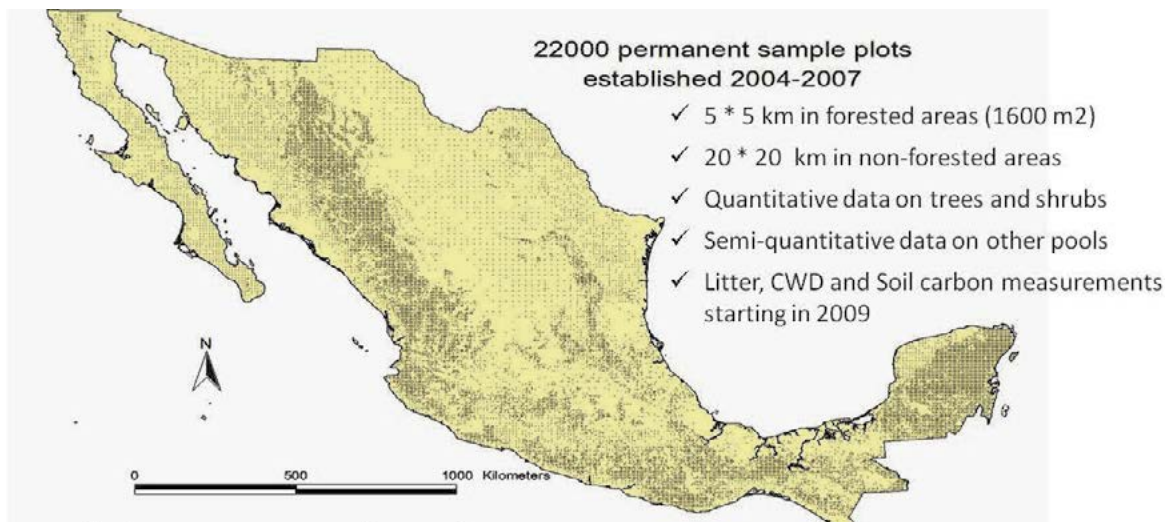 22000 permanent sample plots
established 2004-2007
✓ 5 * 5 km in forested areas (1600 m2)
✓ 20 * 20 km in non-forested areas
✓ Quantitative data on trees and shrubs
✓ Semi-quantitative data on other pools
✓ Litter, CWD and Soil carbon measurements
starting in 2009
N
0 500 1000 Kilometers